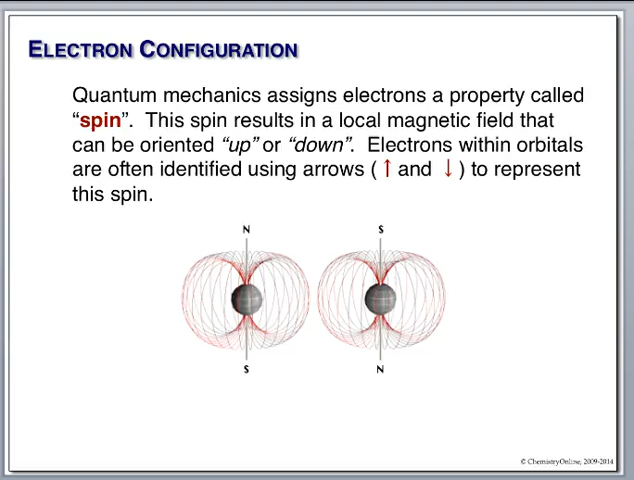 ELECTRON CONFIGURATION
Quantum mechanics assigns electrons a property called
“spin”. This spin results in a local magnetic field that
can be oriented “up” or “down”. Electrons within orbitals
are often identified using arrows (↑ and ↓) to represent
this spin.
N S
S N
© ChemistryOnline, 2009-2014